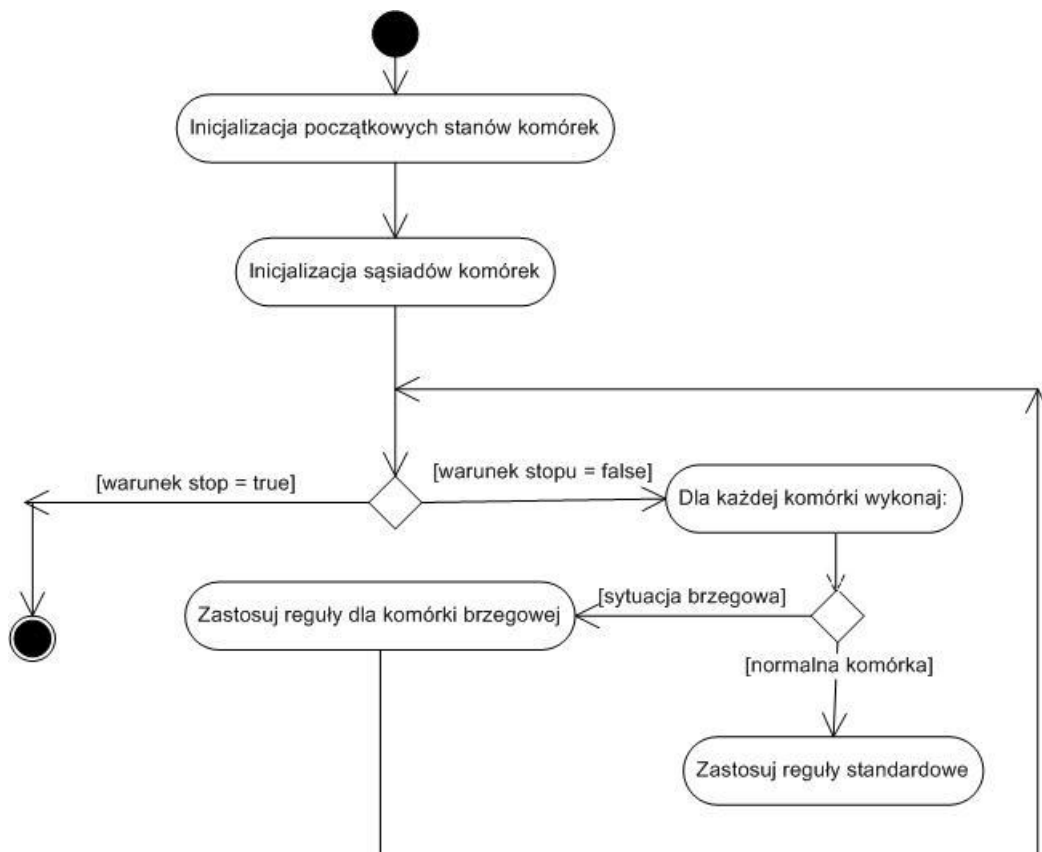 Inicjalizacja początkowych stanów komórek
Inicjalizacja sąsiadów komórek
[warunek stop = true]
[warunek stopu = false]
Dla każdej komórki wykonaj:
[sytuacja brzegowa]
Zastosuj reguły dla komórki brzegowej
[normalna komórka]
Zastosuj reguły standardowe